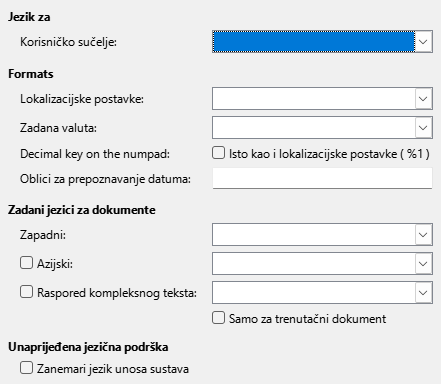 Jezik za
Korisničko sučelje:
Formats
Lokalizacijske postavke:
Zadana valuta:
Decimal key on the numpad: Isto kao i lokalizacijske postavke ( %1 )
Oblici za prepoznavanje datuma:
Zadani jezici za dokumente
Zapadni:
Azijski:
Raspored kompleksnog teksta:
Samo za trenutačni dokument
Unaprijeđena jezična podrška
Zanemari jezik unosa sustava